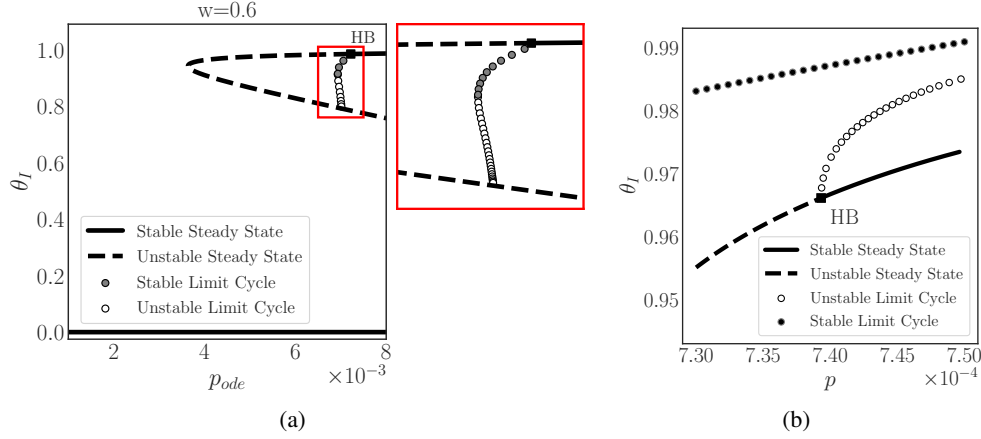 w=0.6
HB
θ_I
1.0
0.8
0.6
0.4
0.2
0.0
Stable Steady State
Unstable Steady State
Stable Limit Cycle
Unstable Limit Cycle
2 4 6 8
×10⁻³
p_ode
(a)
θ_I
0.99
0.98
0.97
0.96
0.95
HB
Stable Steady State
Unstable Steady State
Unstable Limit Cycle
Stable Limit Cycle
7.30 7.35 7.40 7.45 7.50
×10⁻⁴
p
(b)